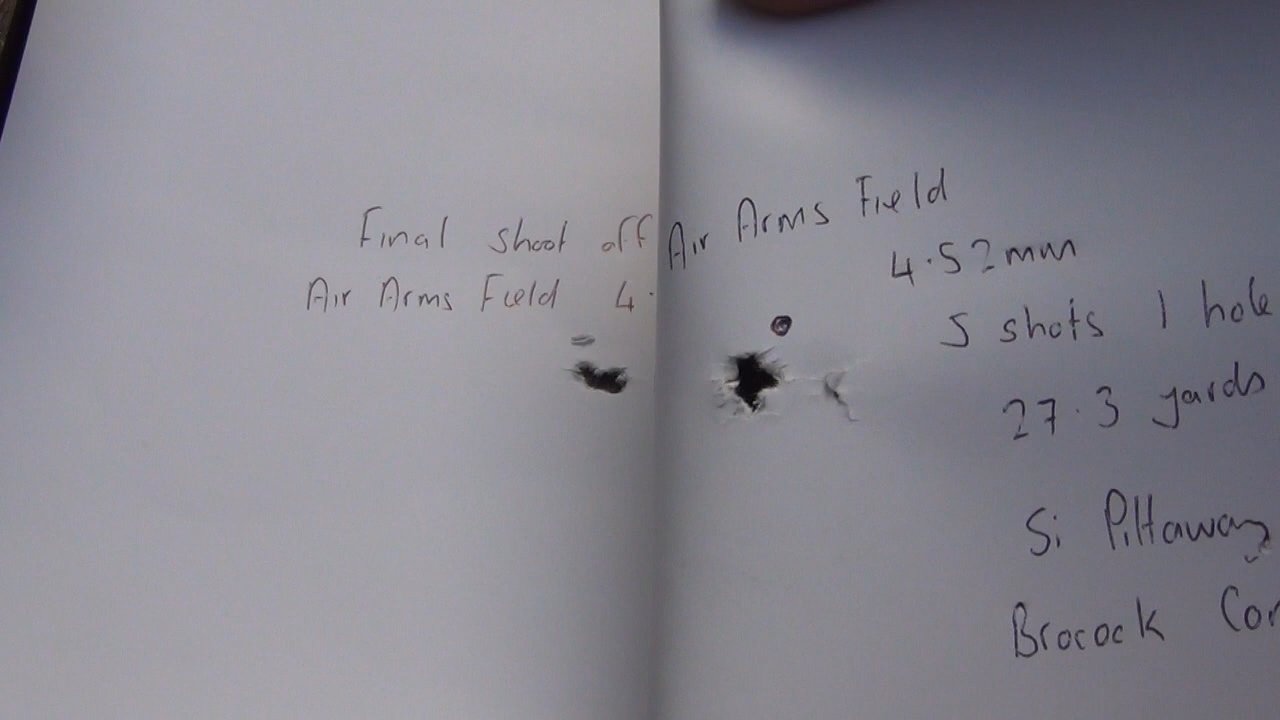 Final shoot off
Air Arms Field 4.
Air Arms Field
4.52mm
5 shots 1 hole
27.3 yards
Si Pittaway
Brocock